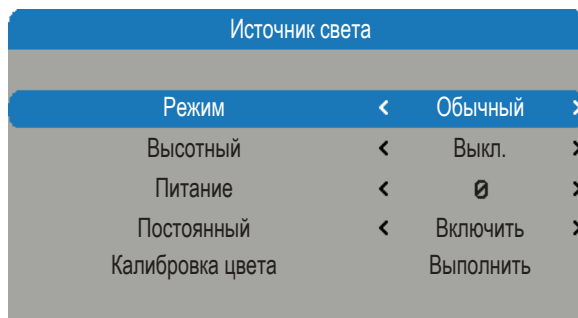 Источник света
Режим < Обычный >
Высотный < Выкл. >
Питание < 0 >
Постоянный < Включить >
Калибровка цвета Выполнить